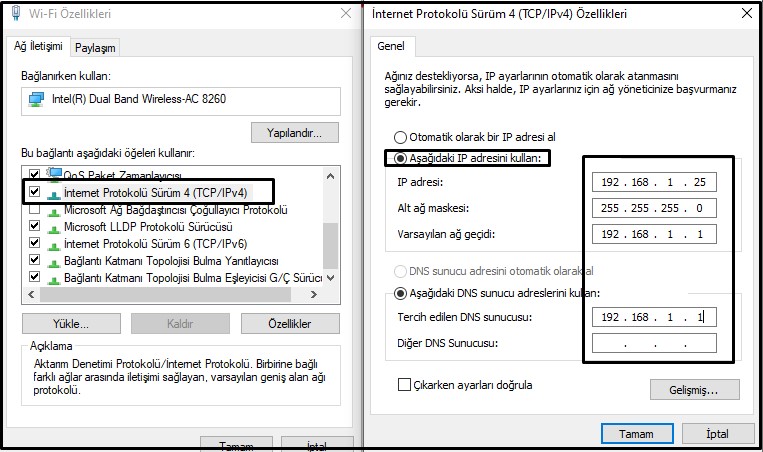 Wi-Fi Özellikleri
Ağ İletişimi
Paylaşım
Bağlanırken kullan:
Intel(R) Dual Band Wireless-AC 8260
Yapılandır...
Bu bağlantı aşağıdaki öğeleri kullanır:
QoS Paket Zamanlayıcısı
İnternet Protokolü Sürüm 4 (TCP/IPv4)
Microsoft Ağ Bağdaştırıcısı Çoğullayıcı Protokolü
Microsoft LLDP Protokolü Sürücüsü
İnternet Protokolü Sürüm 6 (TCP/IPv6)
Bağlantı Katmanı Topolojisi Bulma Yanıtlayıcısı
Bağlantı Katmanı Topolojisi Bulma Eşleyicisi G/Ç Sürücü
Yükle...
Kaldır
Özellikler
Açıklama
Aktarım Denetimi Protokolü/İnternet Protokolü. Birbirine bağlı
farklı ağlar arasında iletişimi sağlayan, varsayılan geniş alan ağı
protokolü.
Tamam
İptal
İnternet Protokolü Sürüm 4 (TCP/IPv4) Özellikleri
Genel
Ağınız destekliyorsa, IP ayarlarının otomatik olarak atanmasını
sağlayabilirsiniz. Aksi halde, IP ayarlarınız için ağ yöneticinize başvurmanız
gerekir.
Otomatik olarak bir IP adresi al
Aşağıdaki IP adresini kullan:
IP adresi: 192 . 168 . 1 . 25
Alt ağ maskesi: 255 . 255 . 255 . 0
Varsayılan ağ geçidi: 192 . 168 . 1 . 1
DNS sunucu adresini otomatik olarak al
Aşağıdaki DNS sunucu adreslerini kullan:
Tercih edilen DNS sunucusu: 192 . 168 . 1 . 1
Diğer DNS Sunucusu: . . .
Çıkarken ayarları doğrula
Gelişmiş...
Tamam
İptal